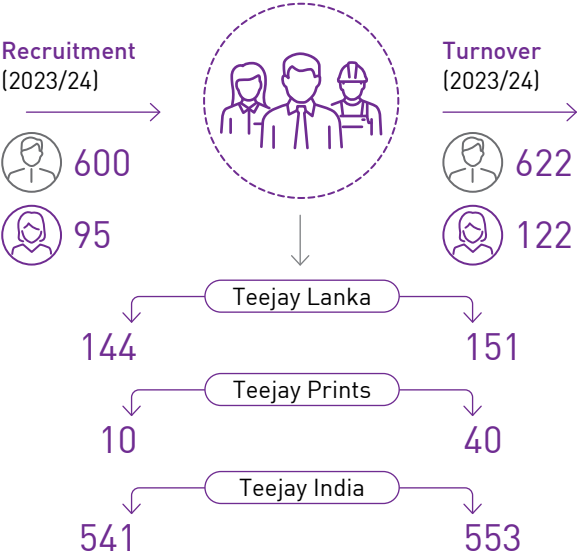 Recruitment
(2023/24)
600
95
Turnover
(2023/24)
622
122
Teejay Lanka
144
151
Teejay Prints
10
40
Teejay India
541
553